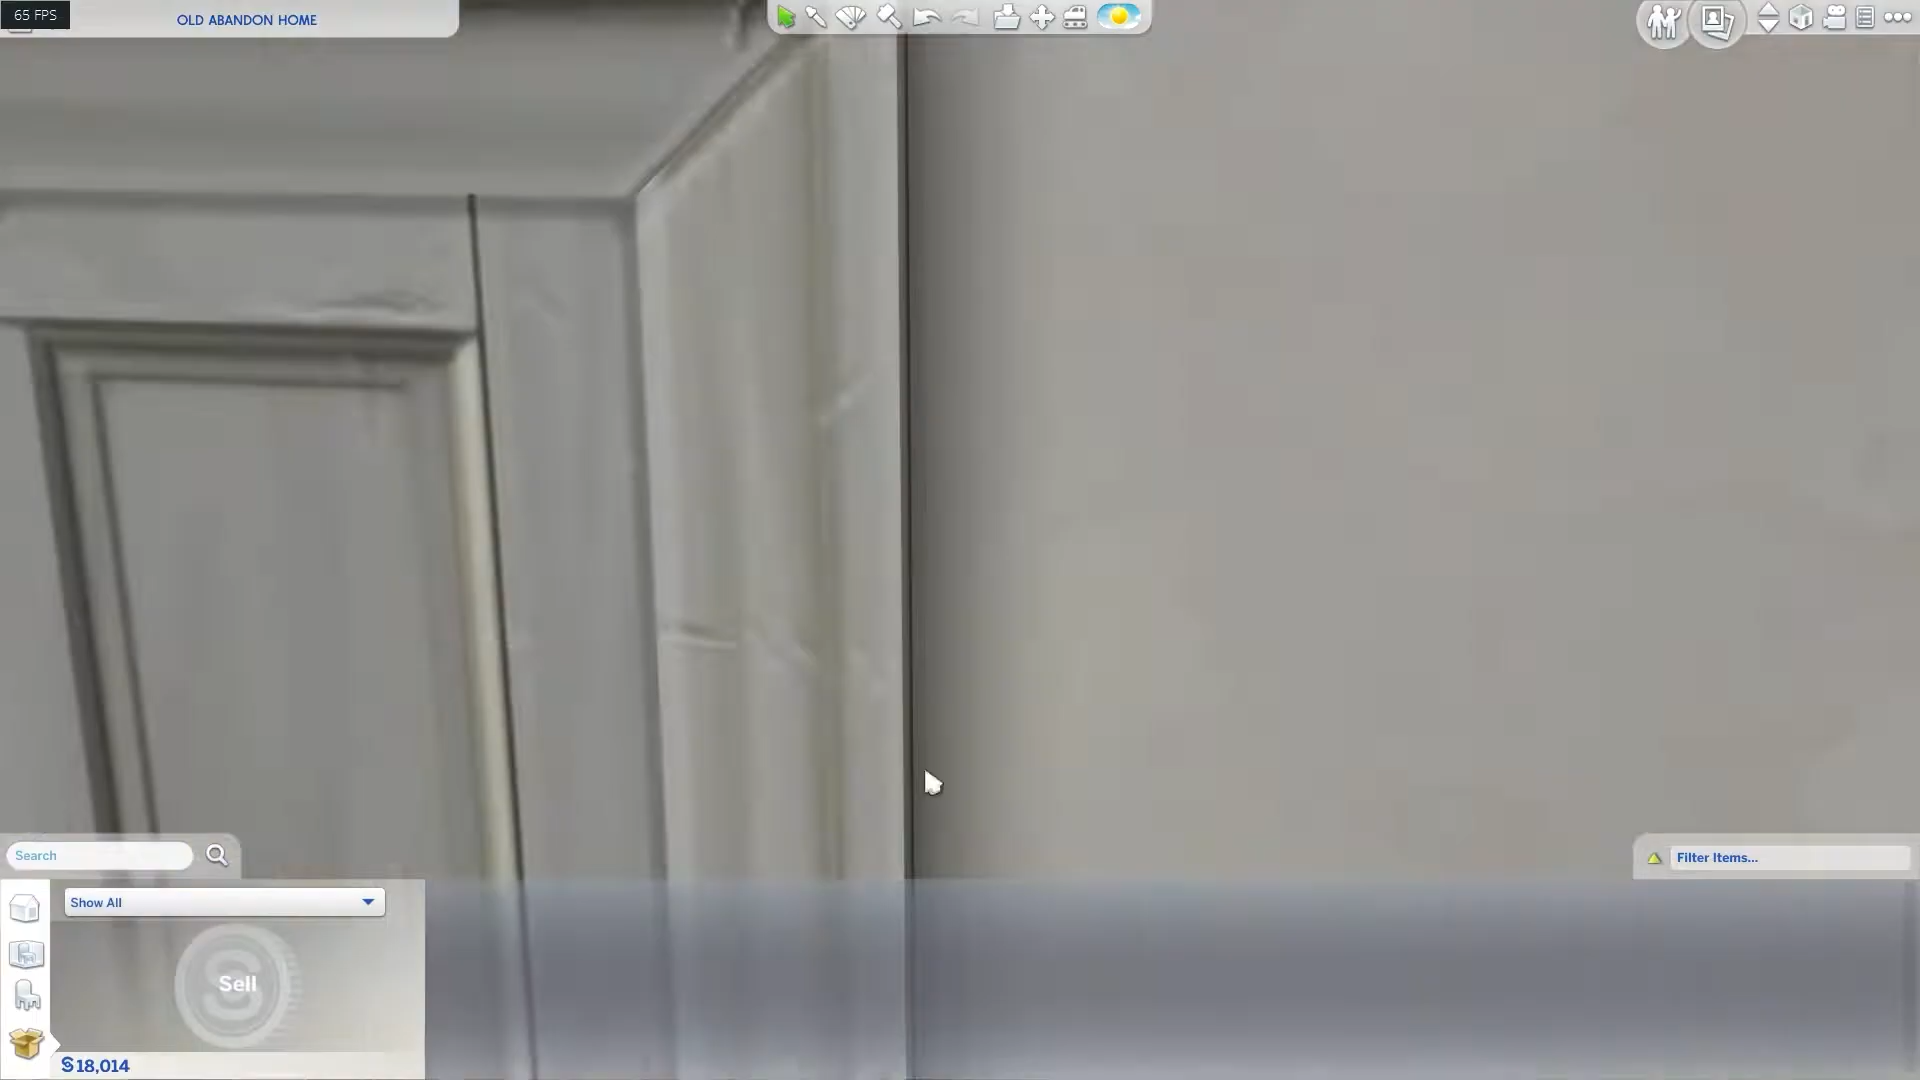 65 FPS
OLD ABANDON HOME
Search
Filter Items...
Show All
Sell
§18,014